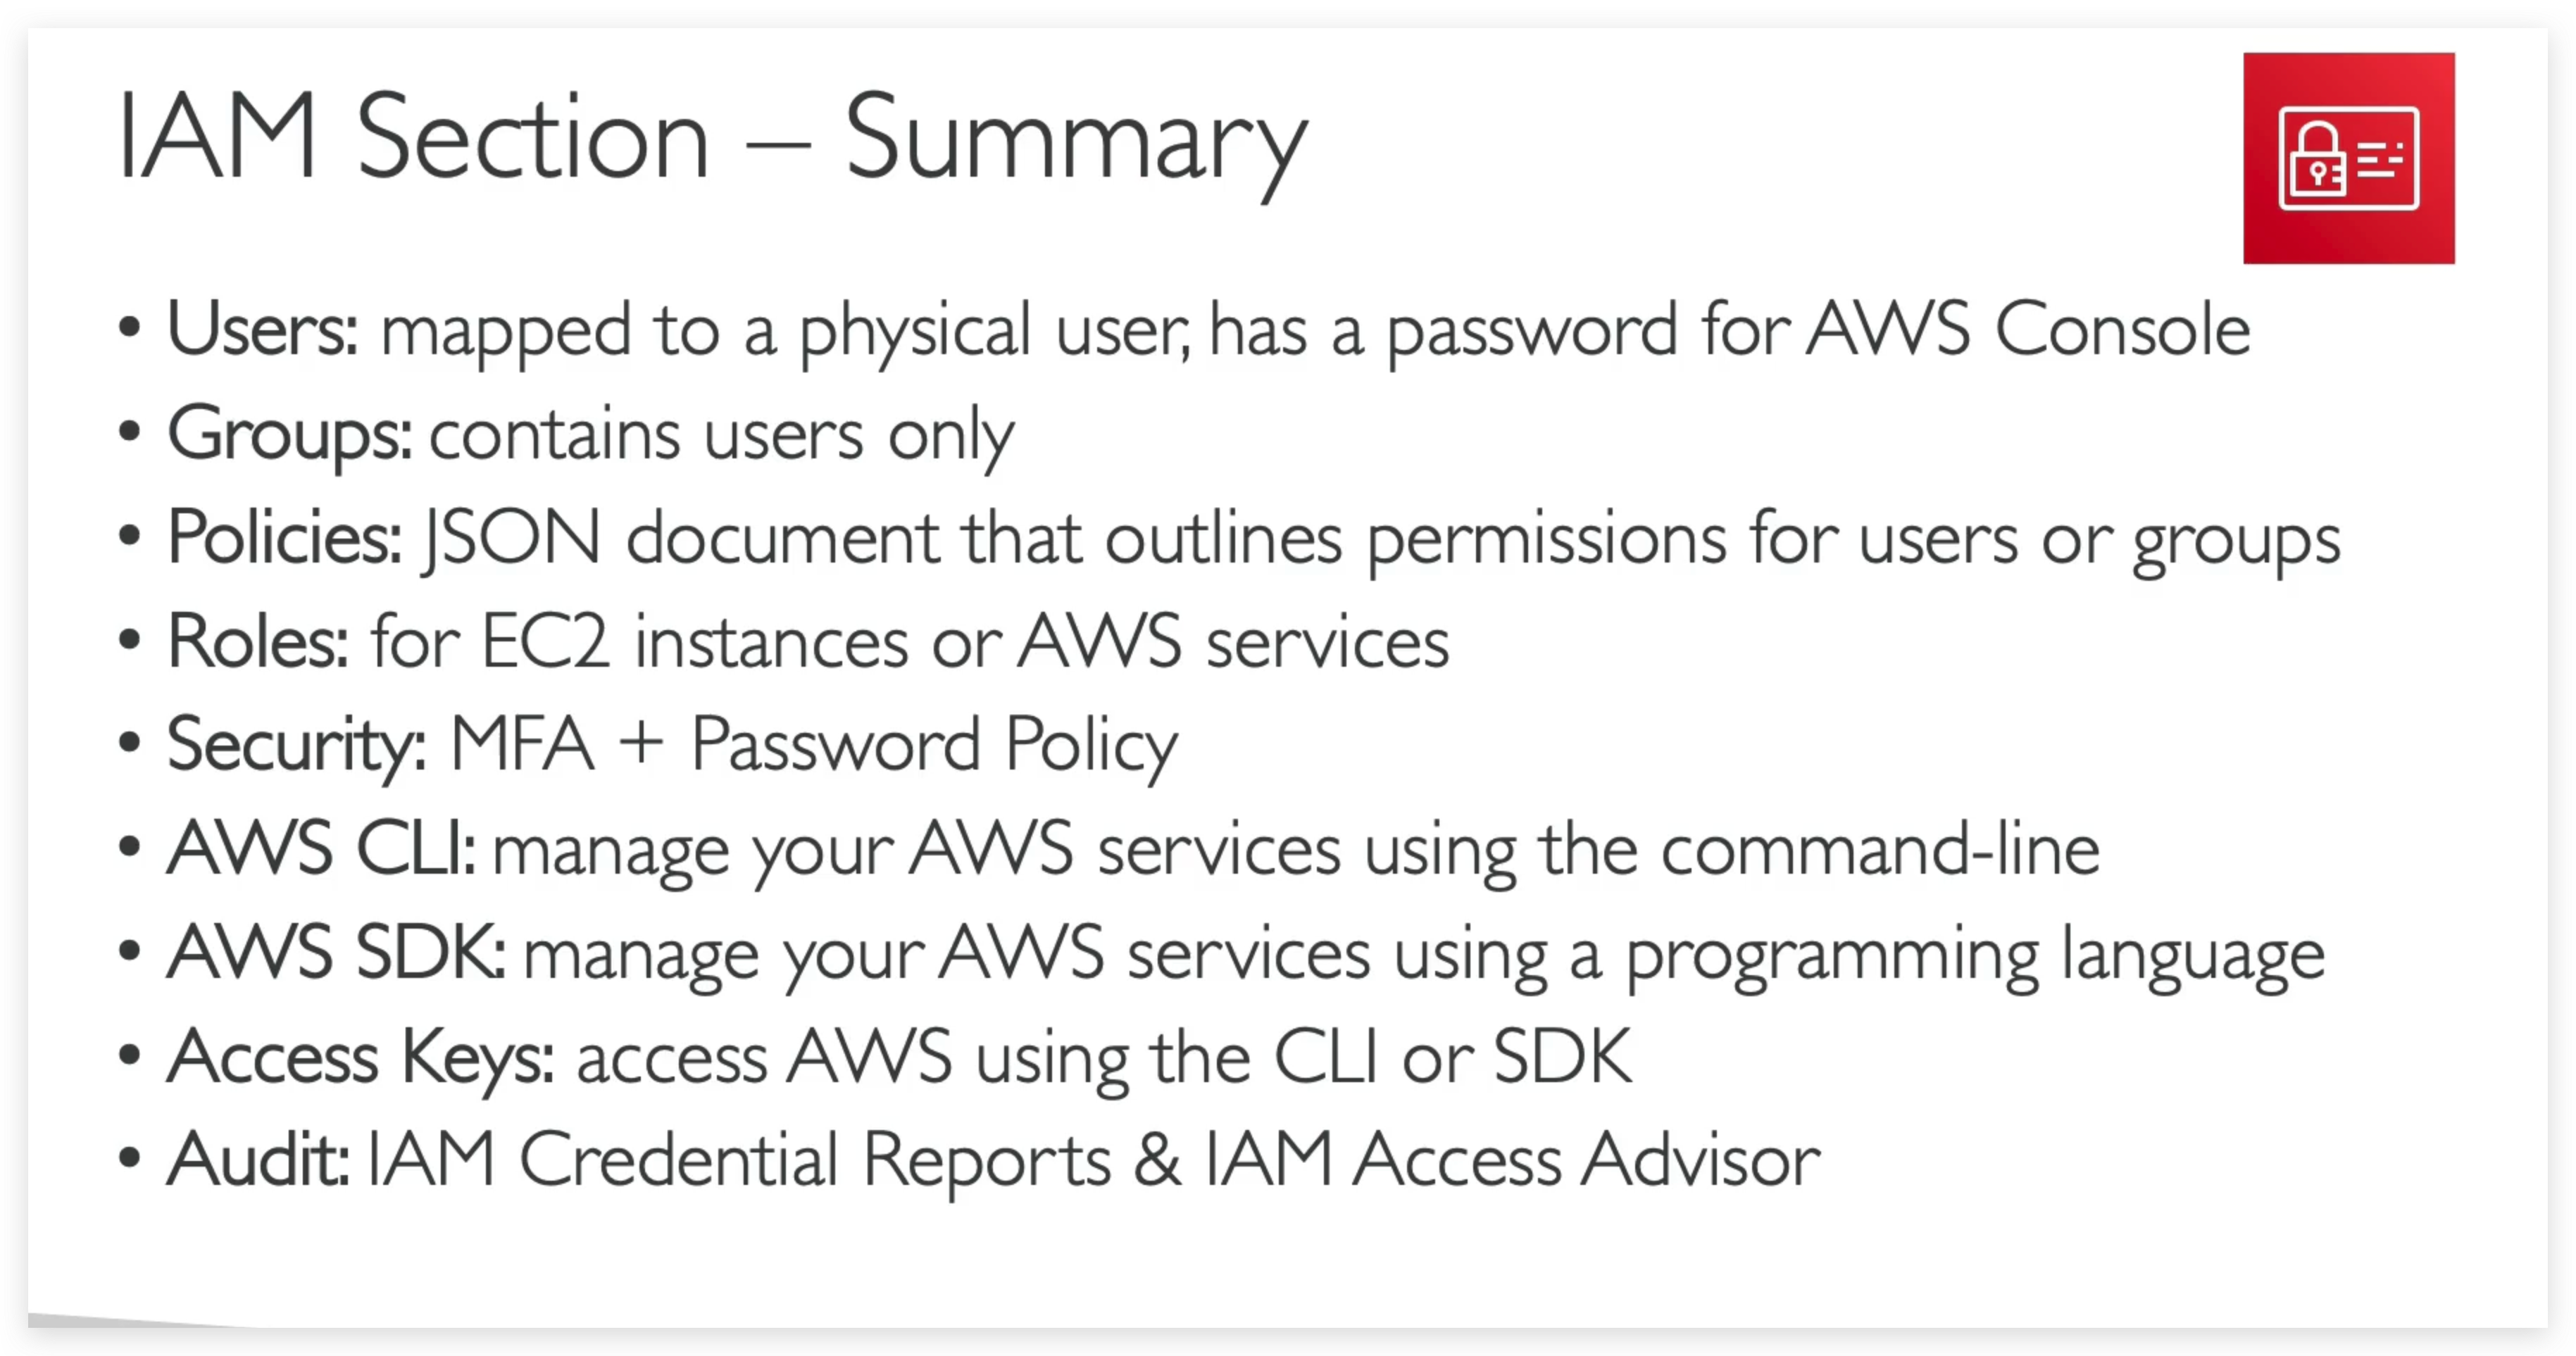 IAM Section – Summary
• Users: mapped to a physical user, has a password for AWS Console
• Groups: contains users only
• Policies: JSON document that outlines permissions for users or groups
• Roles: for EC2 instances or AWS services
• Security: MFA + Password Policy
• AWS CLI: manage your AWS services using the command-line
• AWS SDK: manage your AWS services using a programming language
• Access Keys: access AWS using the CLI or SDK
• Audit: IAM Credential Reports & IAM Access Advisor